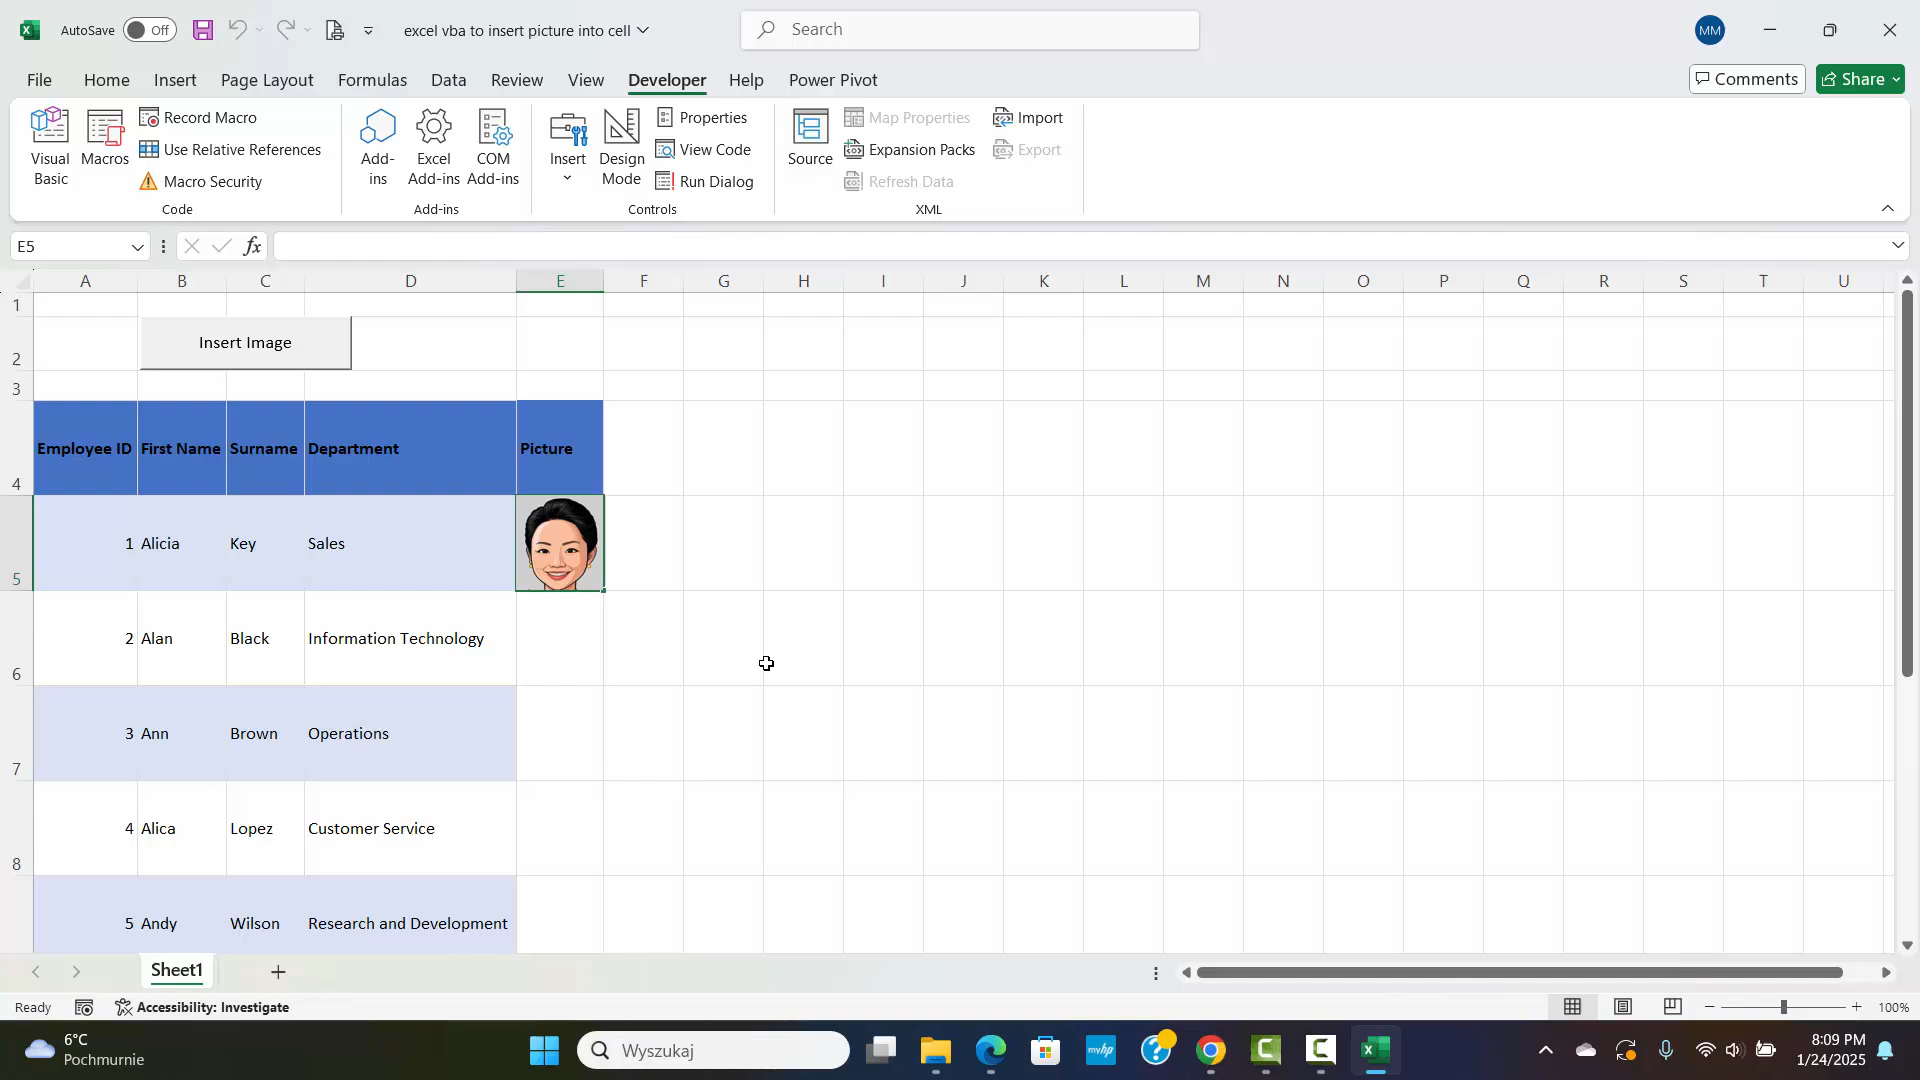 AutoSave Off excel vba to insert picture into cell Search MM
File Home Insert Page Layout Formulas Data Review View Developer Help Power Pivot Comments Share
Visual Basic
Macros
Record Macro
Use Relative References
Macro Security
Code
Add-ins
Excel Add-ins
COM Add-ins
Add-ins
Insert
Design Mode
Properties
View Code
Run Dialog
Controls
Source
Map Properties
Expansion Packs
Refresh Data
Import
Export
XML
E5 fx
A B C D E F G H I J K L M N O P Q R S T U
1
2 Insert Image
3
4 Employee ID First Name Surname Department Picture
5 1 Alicia Key Sales
6 2 Alan Black Information Technology
7 3 Ann Brown Operations
8 4 Alica Lopez Customer Service
5 Andy Wilson Research and Development
Sheet1
Ready Accessibility: Investigate 100%
6°C
Pochmurnie
Wyszukaj
myhp
8:09 PM
1/24/2025